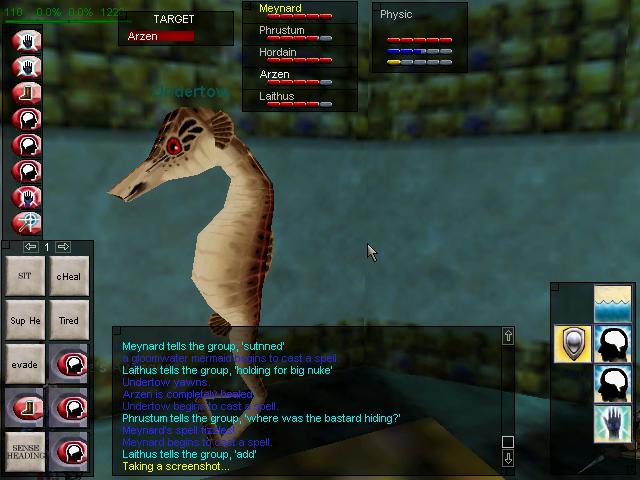 110 0.0% 0.0%
TARGET
Arzen
Meynard
Phrustum
Hordain
Arzen
Laithus
Physic
Undertow
1
SIT
cHeal
Sup He
Tired
evade
SENSE
HEADING
Meynard tells the group, 'sutnned'
a gloomwater mermaid begins to cast a spell.
Laithus tells the group, 'holding for big nuke'
Undertow yawns.
Arzen is completely healed.
Undertow begins to cast a spell.
Phrustum tells the group, 'where was the bastard hiding?'
Meynard's spell fizzles!
Meynard begins to cast a spell.
Laithus tells the group, 'add'
Taking a screenshot...